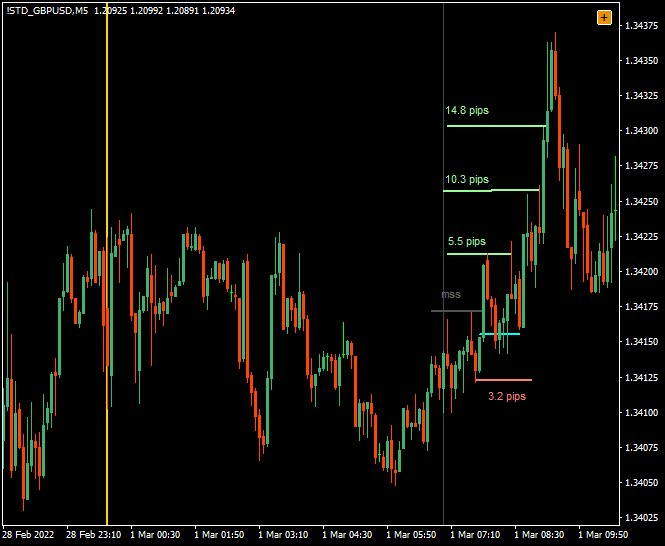 !STD_GBPUSD,M5 1.20925 1.20992 1.20891 1.20934
+
1.34375
1.34350
1.34325
14.8 pips
1.34300
1.34275
10.3 pips
1.34250
5.5 pips
1.34225
1.34200
mss
1.34175
1.34150
1.34125
3.2 pips
1.34100
1.34075
1.34050
1.34025
28 Feb 2022 28 Feb 23:10 1 Mar 00:30 1 Mar 01:50 1 Mar 03:10 1 Mar 04:30 1 Mar 05:50 1 Mar 07:10 1 Mar 08:30 1 Mar 09:50